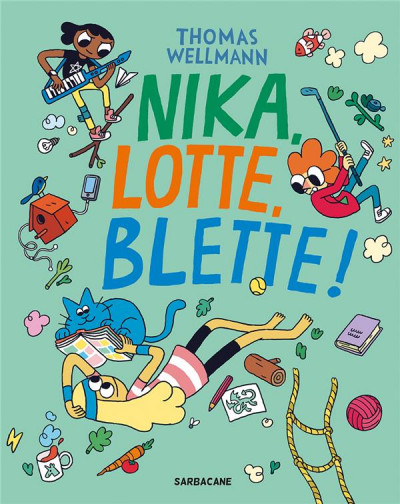 THOMAS
WELLMANN
NIKA,
LOTTE,
BLETTE!
SARBACANE